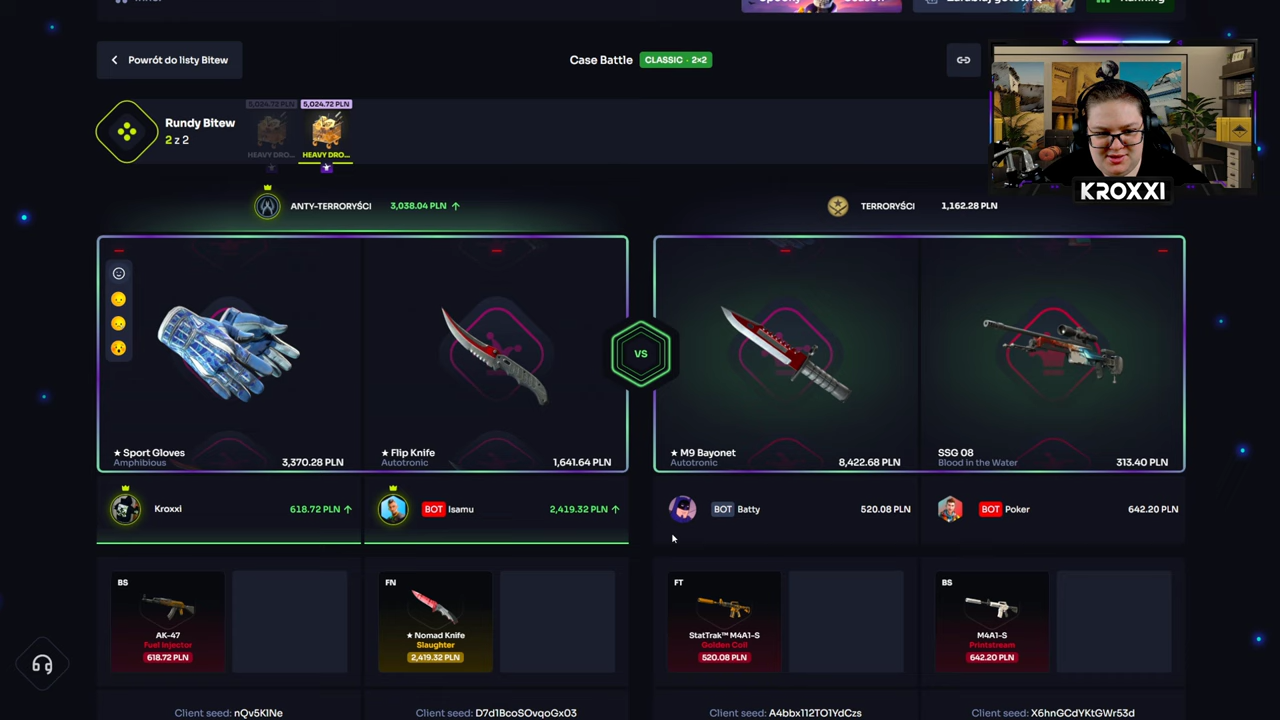 Powrót do listy Bitew
Case Battle
CLASSIC · 2×2
Rundy Bitew
2 z 2
5,024.72 PLN
HEAVY DRO...
5,024.72 PLN
HEAVY DRO...
KROXXI
ANTY-TERRORYŚCI
3,038.04 PLN ↑
TERRORYŚCI
1,162.28 PLN
VS
★ Sport Gloves
Amphibious
3,370.28 PLN
★ Flip Knife
Autotronic
1,641.64 PLN
★ M9 Bayonet
Autotronic
8,422.68 PLN
SSG 08
Blood in the Water
313.40 PLN
Kroxxi
618.72 PLN ↑
BOT Isamu
2,419.32 PLN ↑
BOT Batty
520.08 PLN
BOT Poker
642.20 PLN
BS
AK-47
Fuel Injector
618.72 PLN
FN
★ Nomad Knife
Slaughter
2,419.32 PLN
FT
StatTrak™ M4A1-S
Golden Coil
520.08 PLN
BS
M4A1-S
Printstream
642.20 PLN
Client seed: nQv5KlNe
Client seed: D7d1BcoSOvqoGx03
Client seed: A4bbx112TO1YdCzs
Client seed: X6hnGCdYKtGWr53d